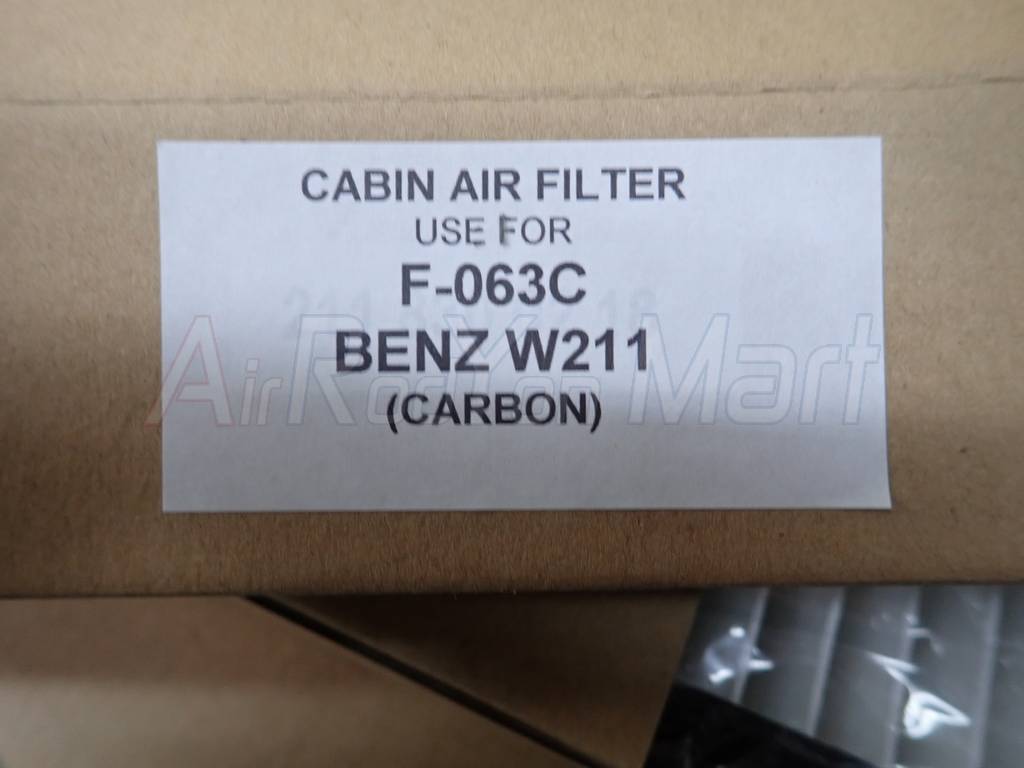 CABIN AIR FILTER
USE FOR
F-063C
BENZ W211
(CARBON)